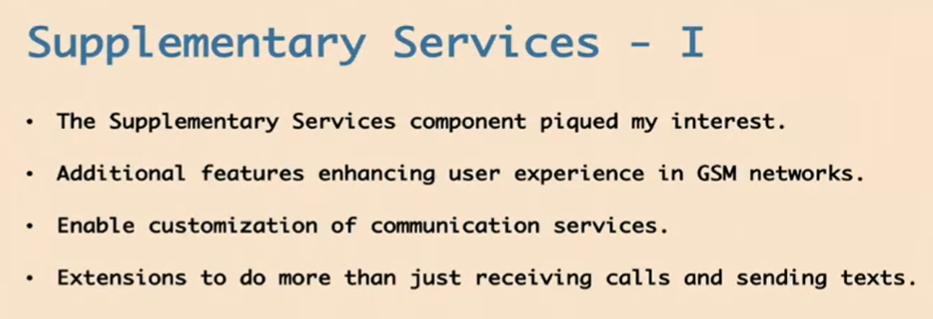 Supplementary Services - I
• The Supplementary Services component piqued my interest.
• Additional features enhancing user experience in GSM networks.
• Enable customization of communication services.
• Extensions to do more than just receiving calls and sending texts.